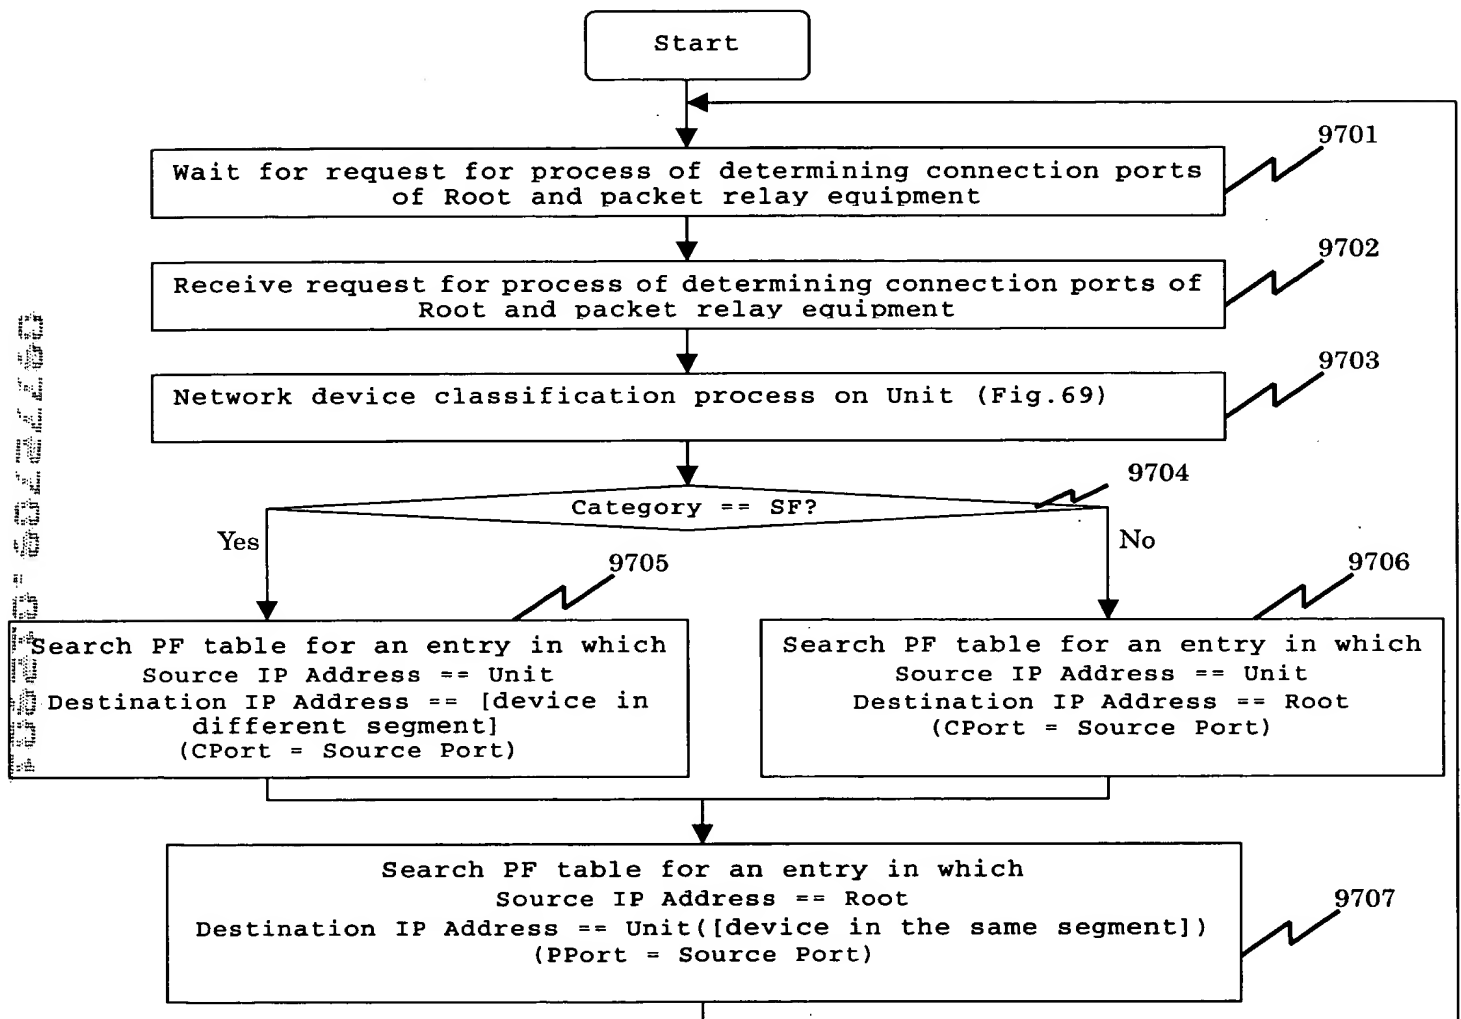 Start
9701
Wait for request for process of determining connection ports
of Root and packet relay equipment
9702
Receive request for process of determining connection ports of
Root and packet relay equipment
9703
Network device classification process on Unit (Fig.69)
9704
Category == SF?
Yes
No
9705
9706
Search PF table for an entry in which
Source IP Address == Unit
Destination IP Address == [device in
different segment]
(CPort = Source Port)
Search PF table for an entry in which
Source IP Address == Unit
Destination IP Address == Root
(CPort = Source Port)
Search PF table for an entry in which
Source IP Address == Root
Destination IP Address == Unit([device in the same segment])
(PPort = Source Port)
9707